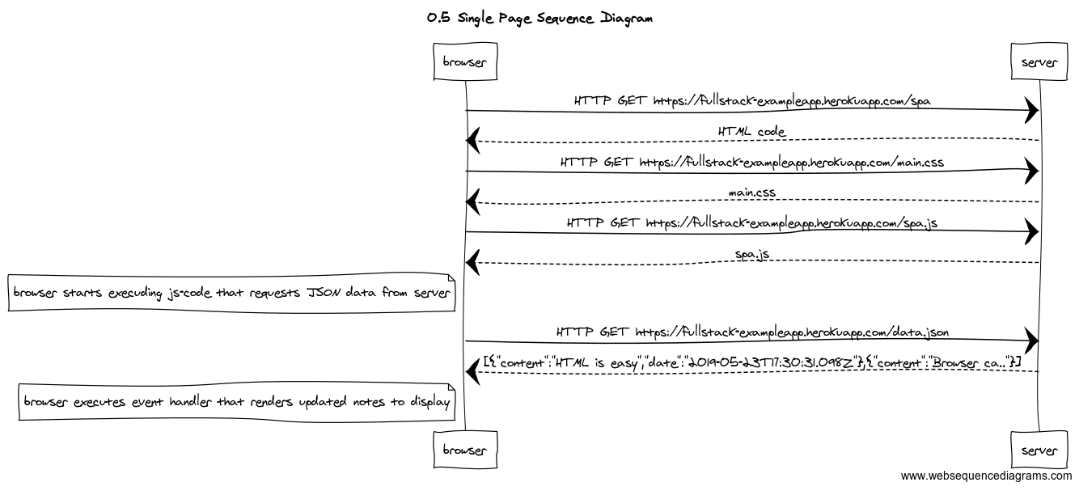 0.5 Single Page Sequence Diagram
browser
server
HTTP GET https://fullstack-exampleapp.herokuapp.com/spa
HTML code
HTTP GET https://fullstack-exampleapp.herokuapp.com/main.css
main.css
HTTP GET https://fullstack-exampleapp.herokuapp.com/spa.js
spa.js
browser starts execuding js-code that requests JSON data from server
HTTP GET https://fullstack-exampleapp.herokuapp.com/data.json
[{"content":"HTML is easy","date":"2019-05-23T17:30:31.098Z"},{"content":"Browser ca.."}]
browser executes event handler that renders updated notes to display
browser
server
www.websequencediagrams.com